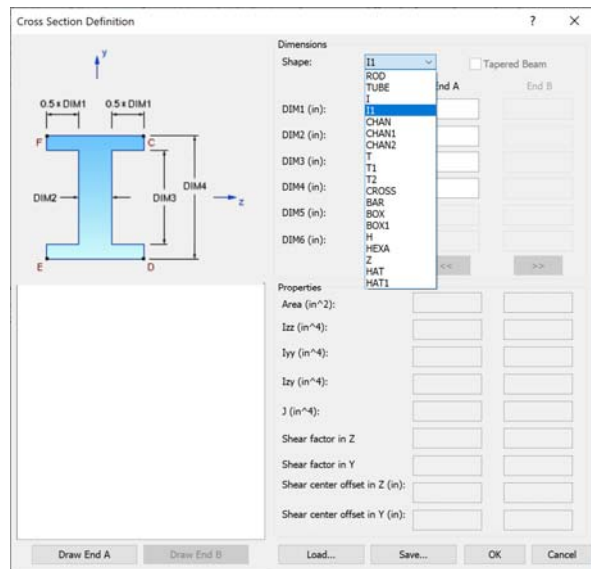 Cross Section Definition
? ×
y
0.5 * DIM1 0.5 * DIM1
F C
DIM2 DIM3 DIM4 z
E D
Dimensions
Shape: I1 Tapered Beam
ROD
TUBE
I
I1
CHAN
CHAN1
CHAN2
T
T1
T2
CROSS
BAR
BOX
BOX1
H
HEXA
Z
HAT
HAT1
End A End B
DIM1 (in):
DIM2 (in):
DIM3 (in):
DIM4 (in):
DIM5 (in):
DIM6 (in):
<< >>
Properties
Area (in^2):
Izz (in^4):
Iyy (in^4):
Izy (in^4):
J (in^4):
Shear factor in Z
Shear factor in Y
Shear center offset in Z (in):
Shear center offset in Y (in):
Draw End A Draw End B Load... Save... OK Cancel